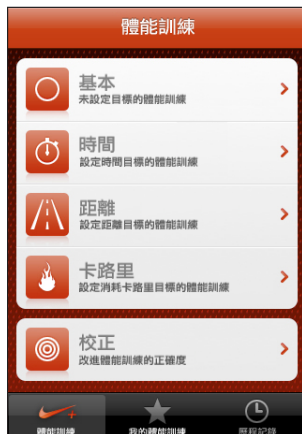 體能訓練
基本
未設定目標的體能訓練
時間
設定時間目標的體能訓練
距離
設定距離目標的體能訓練
卡路里
設定消耗卡路里目標的體能訓練
校正
改進體能訓練的正確度
體能訓練
我的體能訓練
歷程記錄